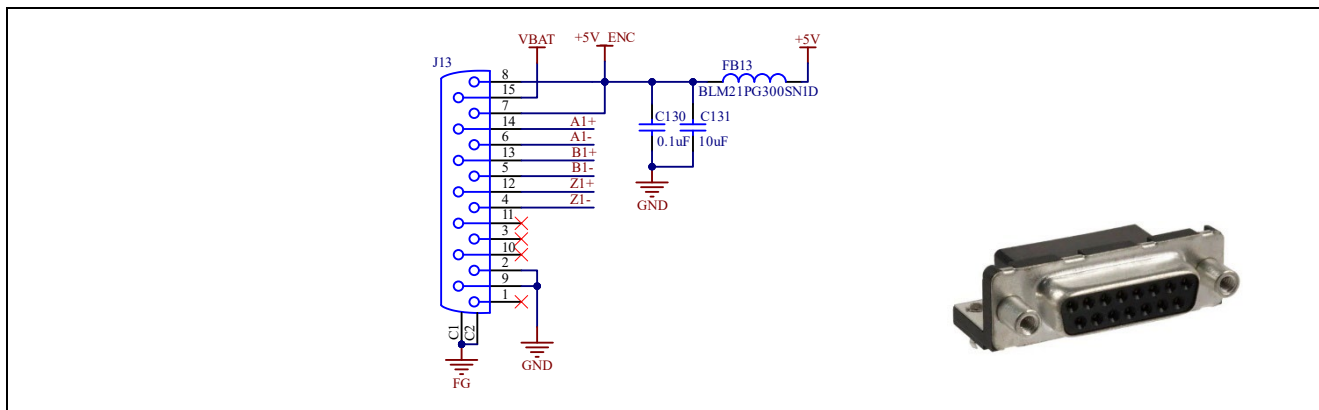 VBAT
+5V_ENC
+5V
J13
FB13
BLM21PG300SN1D
8
15
7
14
A1+
6
A1-
13
B1+
5
B1-
12
Z1+
4
Z1-
11
3
10
2
9
1
C130
0.1uF
C131
10uF
GND
C1
C2
FG
GND